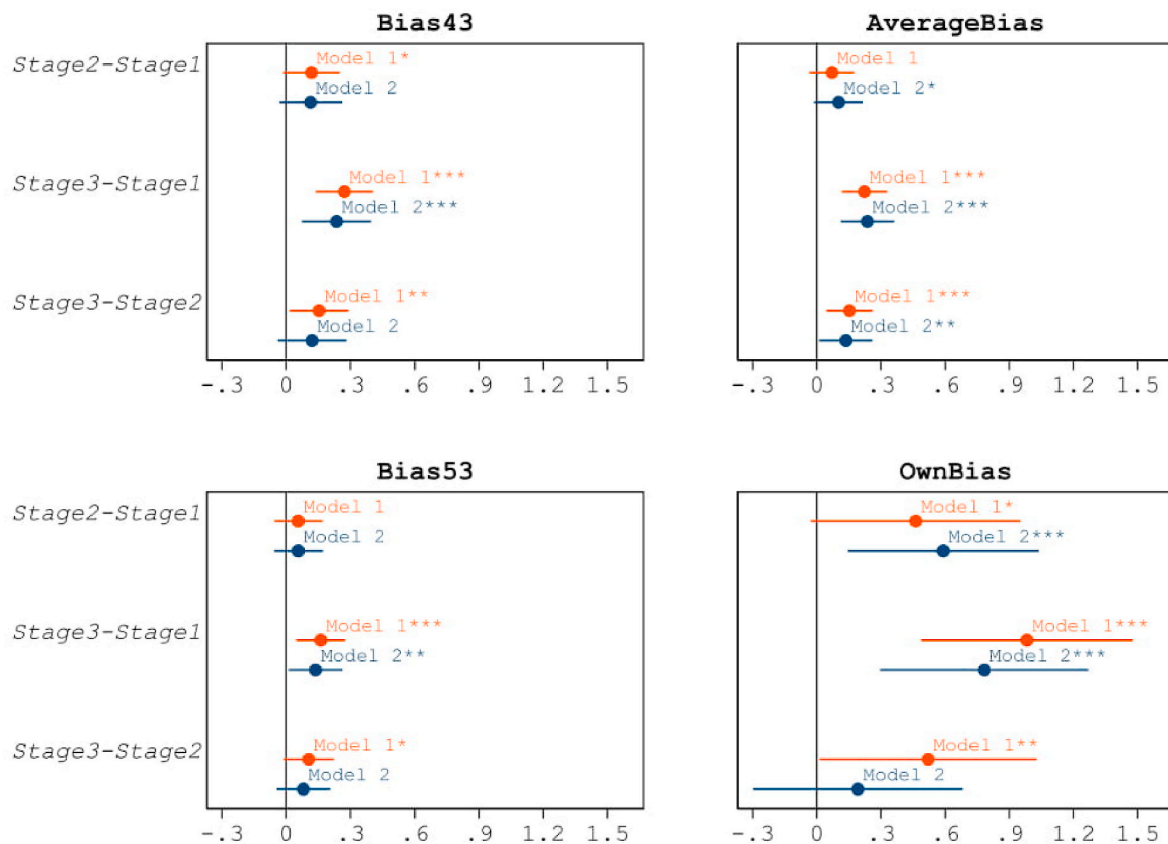 Bias43
AverageBias
Stage2-Stage1
Model 1*
Model 2
Model 1
Model 2*
Stage3-Stage1
Model 1***
Model 2***
Model 1***
Model 2***
Stage3-Stage2
Model 1**
Model 2
Model 1***
Model 2**
-.3 0 .3 .6 .9 1.2 1.5
-.3 0 .3 .6 .9 1.2 1.5
Bias53
OwnBias
Stage2-Stage1
Model 1
Model 2
Model 1*
Model 2***
Stage3-Stage1
Model 1***
Model 2**
Model 1***
Model 2***
Stage3-Stage2
Model 1*
Model 2
Model 1**
Model 2
-.3 0 .3 .6 .9 1.2 1.5
-.3 0 .3 .6 .9 1.2 1.5